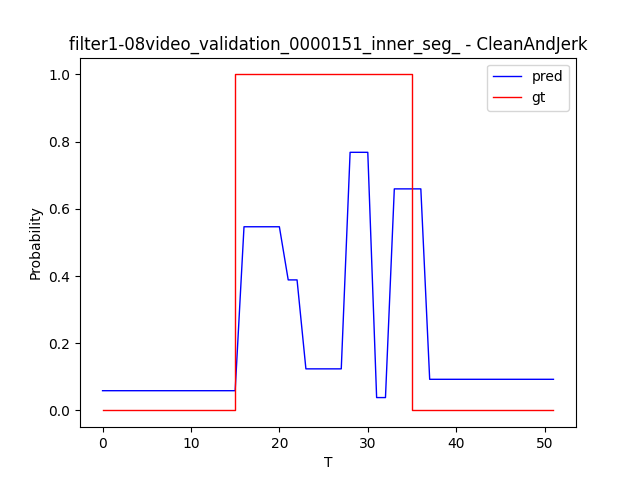 filter1-08video_validation_0000151_inner_seg_ - CleanAndJerk
pred
gt
Probability
1.0
0.8
0.6
0.4
0.2
0.0
0 10 20 30 40 50
T